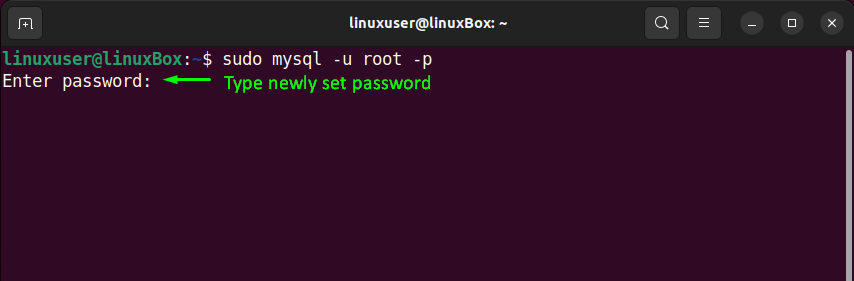 linuxuser@linuxBox: ~
linuxuser@linuxBox:~$ sudo mysql -u root -p
Enter password: Type newly set password